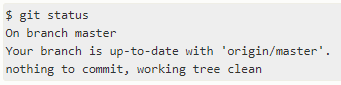 $ git status
On branch master
Your branch is up-to-date with 'origin/master'.
nothing to commit, working tree clean